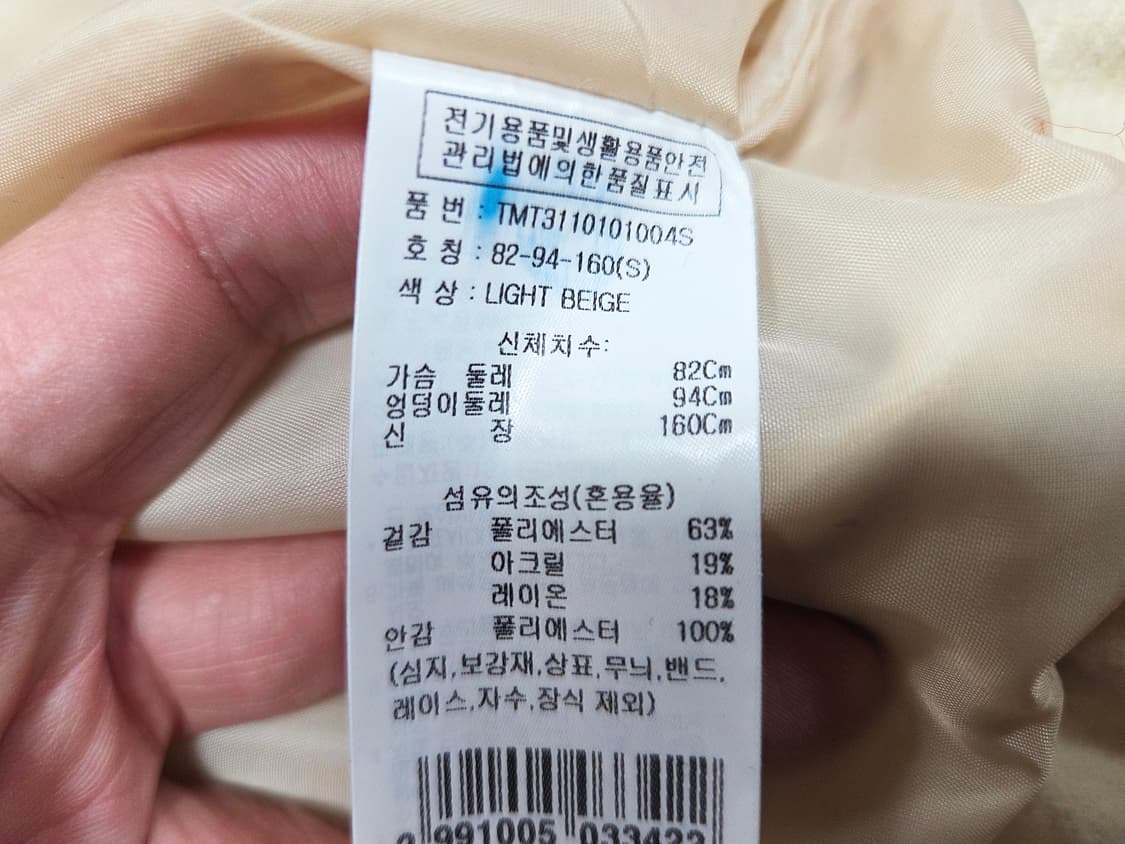 전기용품및생활용품안전
관리법에의한품질표시
품 번 : TMT3110101004S
호 칭 : 82-94-160(S)
색 상 : LIGHT BEIGE
신체치수:
가슴 둘레 82Cm
엉덩이둘레 94Cm
신 장 160Cm
섬유의조성(혼용율)
겉감 폴리에스터 63%
아크릴 19%
레이온 18%
안감 폴리에스터 100%
(심지,보강재,상표,무늬,밴드,
레이스,자수,장식 제외)
991005 033422